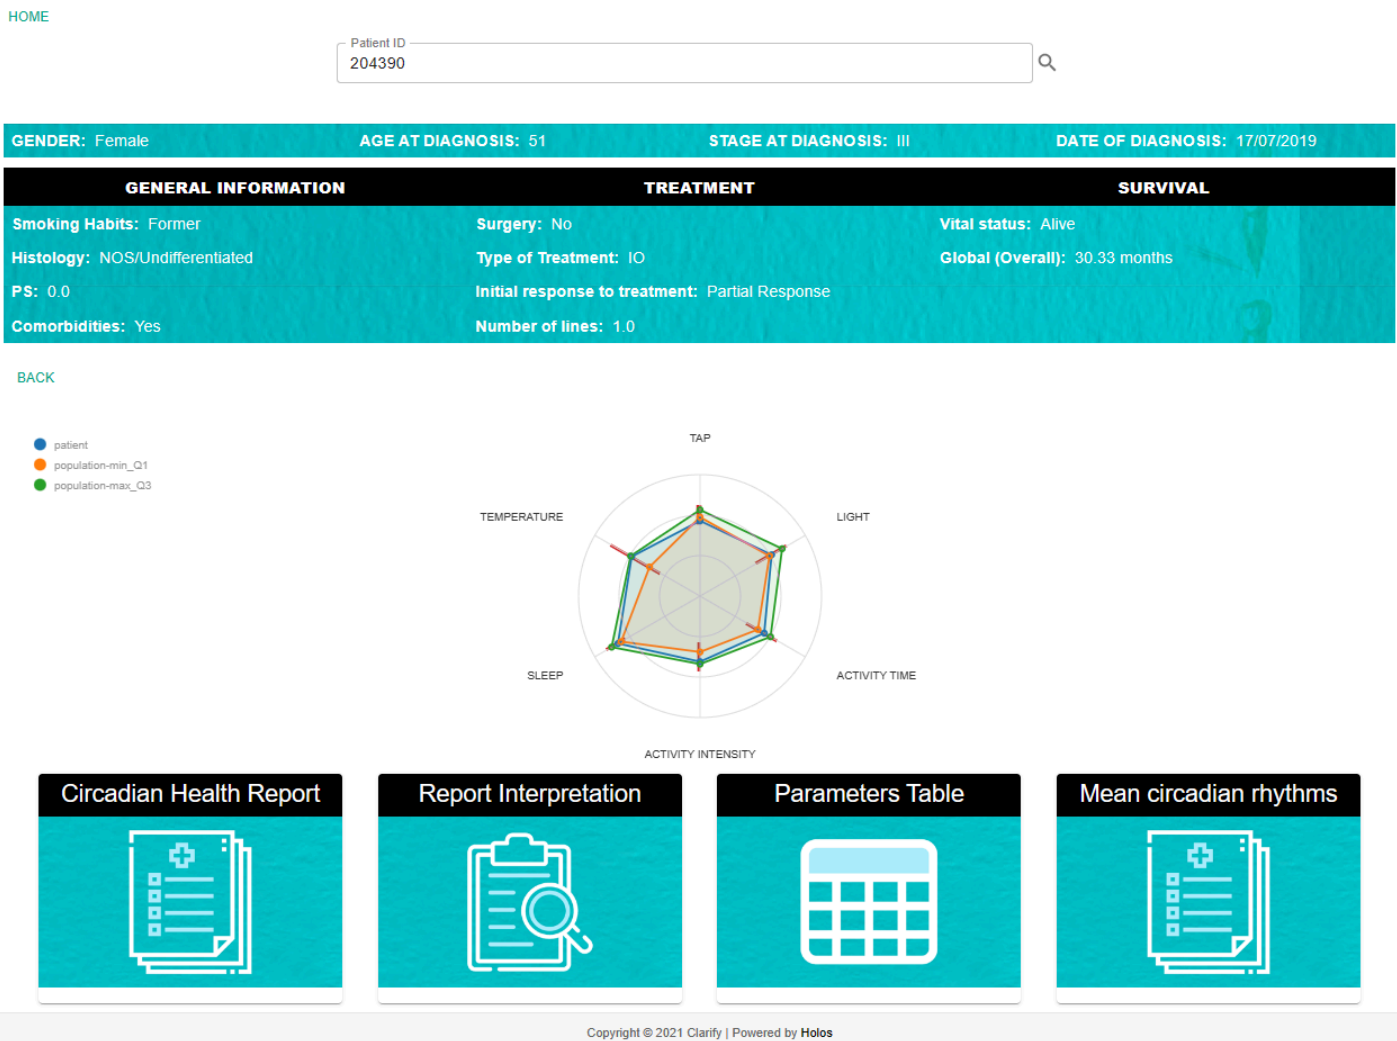 HOME
Patient ID
204390
GENDER: Female AGE AT DIAGNOSIS: 51 STAGE AT DIAGNOSIS: III DATE OF DIAGNOSIS: 17/07/2019
GENERAL INFORMATION TREATMENT SURVIVAL
Smoking Habits: Former Surgery: No Vital status: Alive
Histology: NOS/Undifferentiated Type of Treatment: IO Global (Overall): 30.33 months
PS: 0.0 Initial response to treatment: Partial Response
Comorbidities: Yes Number of lines: 1.0
BACK
patient
population-min_Q1
population-max_Q3
TAP
TEMPERATURE LIGHT
SLEEP ACTIVITY TIME
ACTIVITY INTENSITY
Circadian Health Report Report Interpretation Parameters Table Mean circadian rhythms
Copyright © 2021 Clarify | Powered by Holos